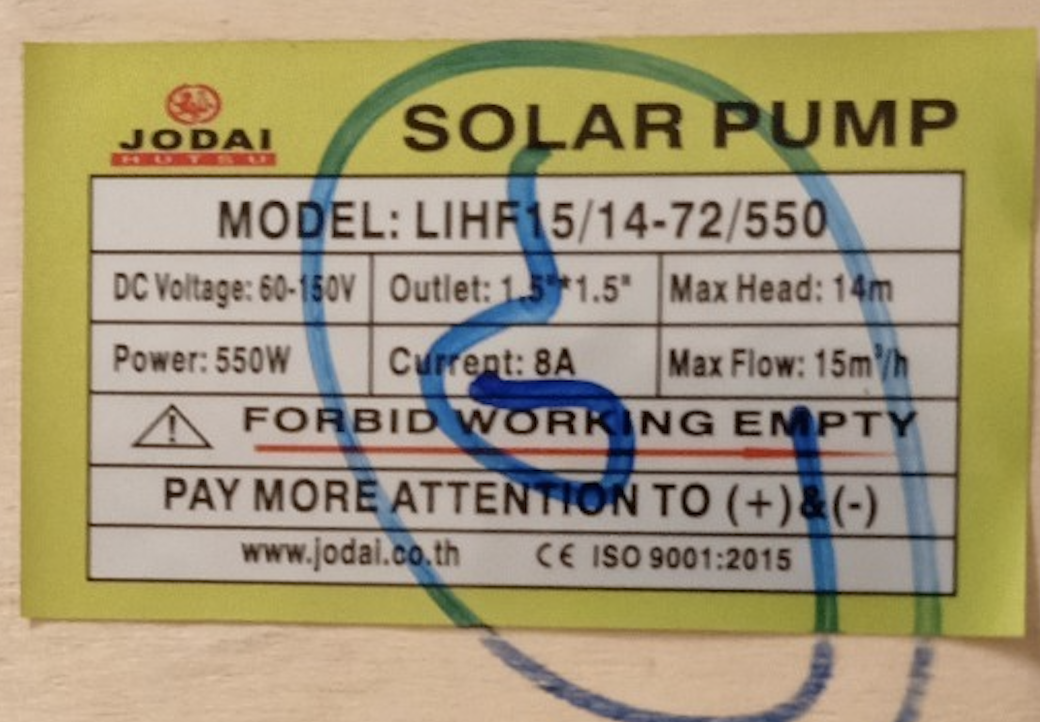 JODAI
HUTSU
SOLAR PUMP
MODEL: LIHF15/14-72/550
DC Voltage: 60-150V Outlet: 1.5"*1.5" Max Head: 14m
Power: 550W Current: 8A Max Flow: 15m³/h
FORBID WORKING EMPTY
PAY MORE ATTENTION TO (+)&(-)
www.jodai.co.th CE ISO 9001:2015